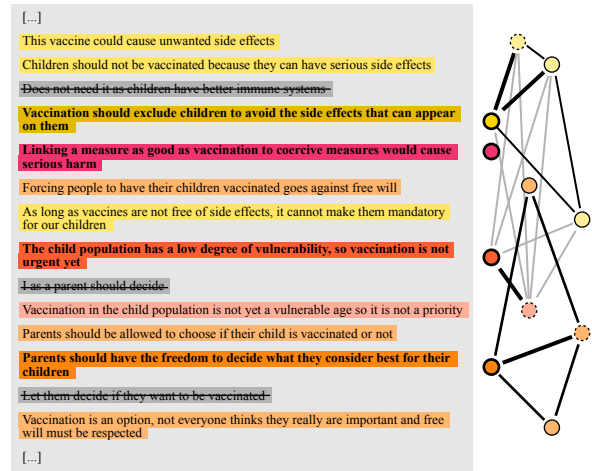 [...]
This vaccine could cause unwanted side effects
Children should not be vaccinated because they can have serious side effects
Does not need it as children have better immune systems
Vaccination should exclude children to avoid the side effects that can appear
on them
Linking a measure as good as vaccination to coercive measures would cause
serious harm
Forcing people to have their children vaccinated goes against free will
As long as vaccines are not free of side effects, it cannot make them mandatory
for our children
The child population has a low degree of vulnerability, so vaccination is not
urgent yet
I as a parent should decide
Vaccination in the child population is not yet a vulnerable age so it is not a priority
Parents should be allowed to choose if their child is vaccinated or not
Parents should have the freedom to decide what they consider best for their
children
Let them decide if they want to be vaccinated
Vaccination is an option, not everyone thinks they really are important and free
will must be respected
[...]